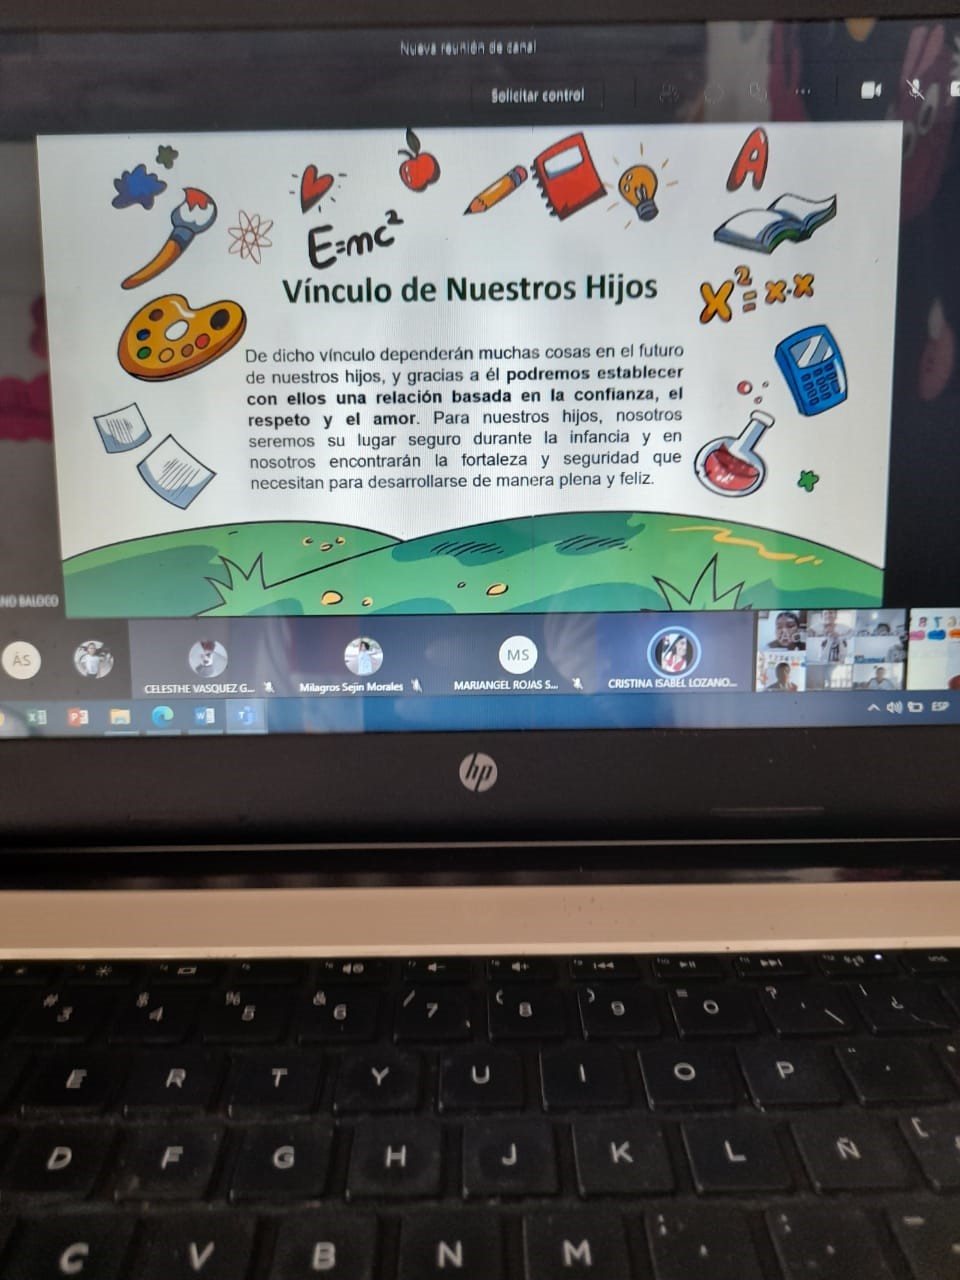 Nueva reunión de canal
Solicitar control
A
E=mc²
Vínculo de Nuestros Hijos
X²=x·x
De dicho vínculo dependerán muchas cosas en el futuro
de nuestros hijos, y gracias a él podremos establecer
con ellos una relación basada en la confianza, el
respeto y el amor. Para nuestros hijos, nosotros
seremos su lugar seguro durante la infancia y en
nosotros encontrarán la fortaleza y seguridad que
necesitan para desarrollarse de manera plena y feliz.
NO BALOCO
ÁS
MS
CELESTHE VASQUEZ G...
Milagros Sejin Morales
MARIANGEL ROJAS S...
CRISTINA ISABEL LOZANO...
ESP
hp
# 3 $ 4 % 5 & 6 / 7 ( 8 ) 9 = 0 ? ' \ ¿
E R T Y U I O P
D F G H J K L Ñ
C V B N M